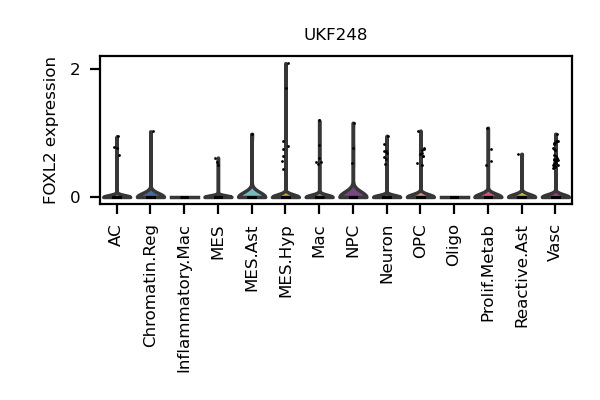 UKF248
FOXL2 expression
2
0
AC
Chromatin.Reg
Inflammatory.Mac
MES
MES.Ast
MES.Hyp
Mac
NPC
Neuron
OPC
Oligo
Prolif.Metab
Reactive.Ast
Vasc